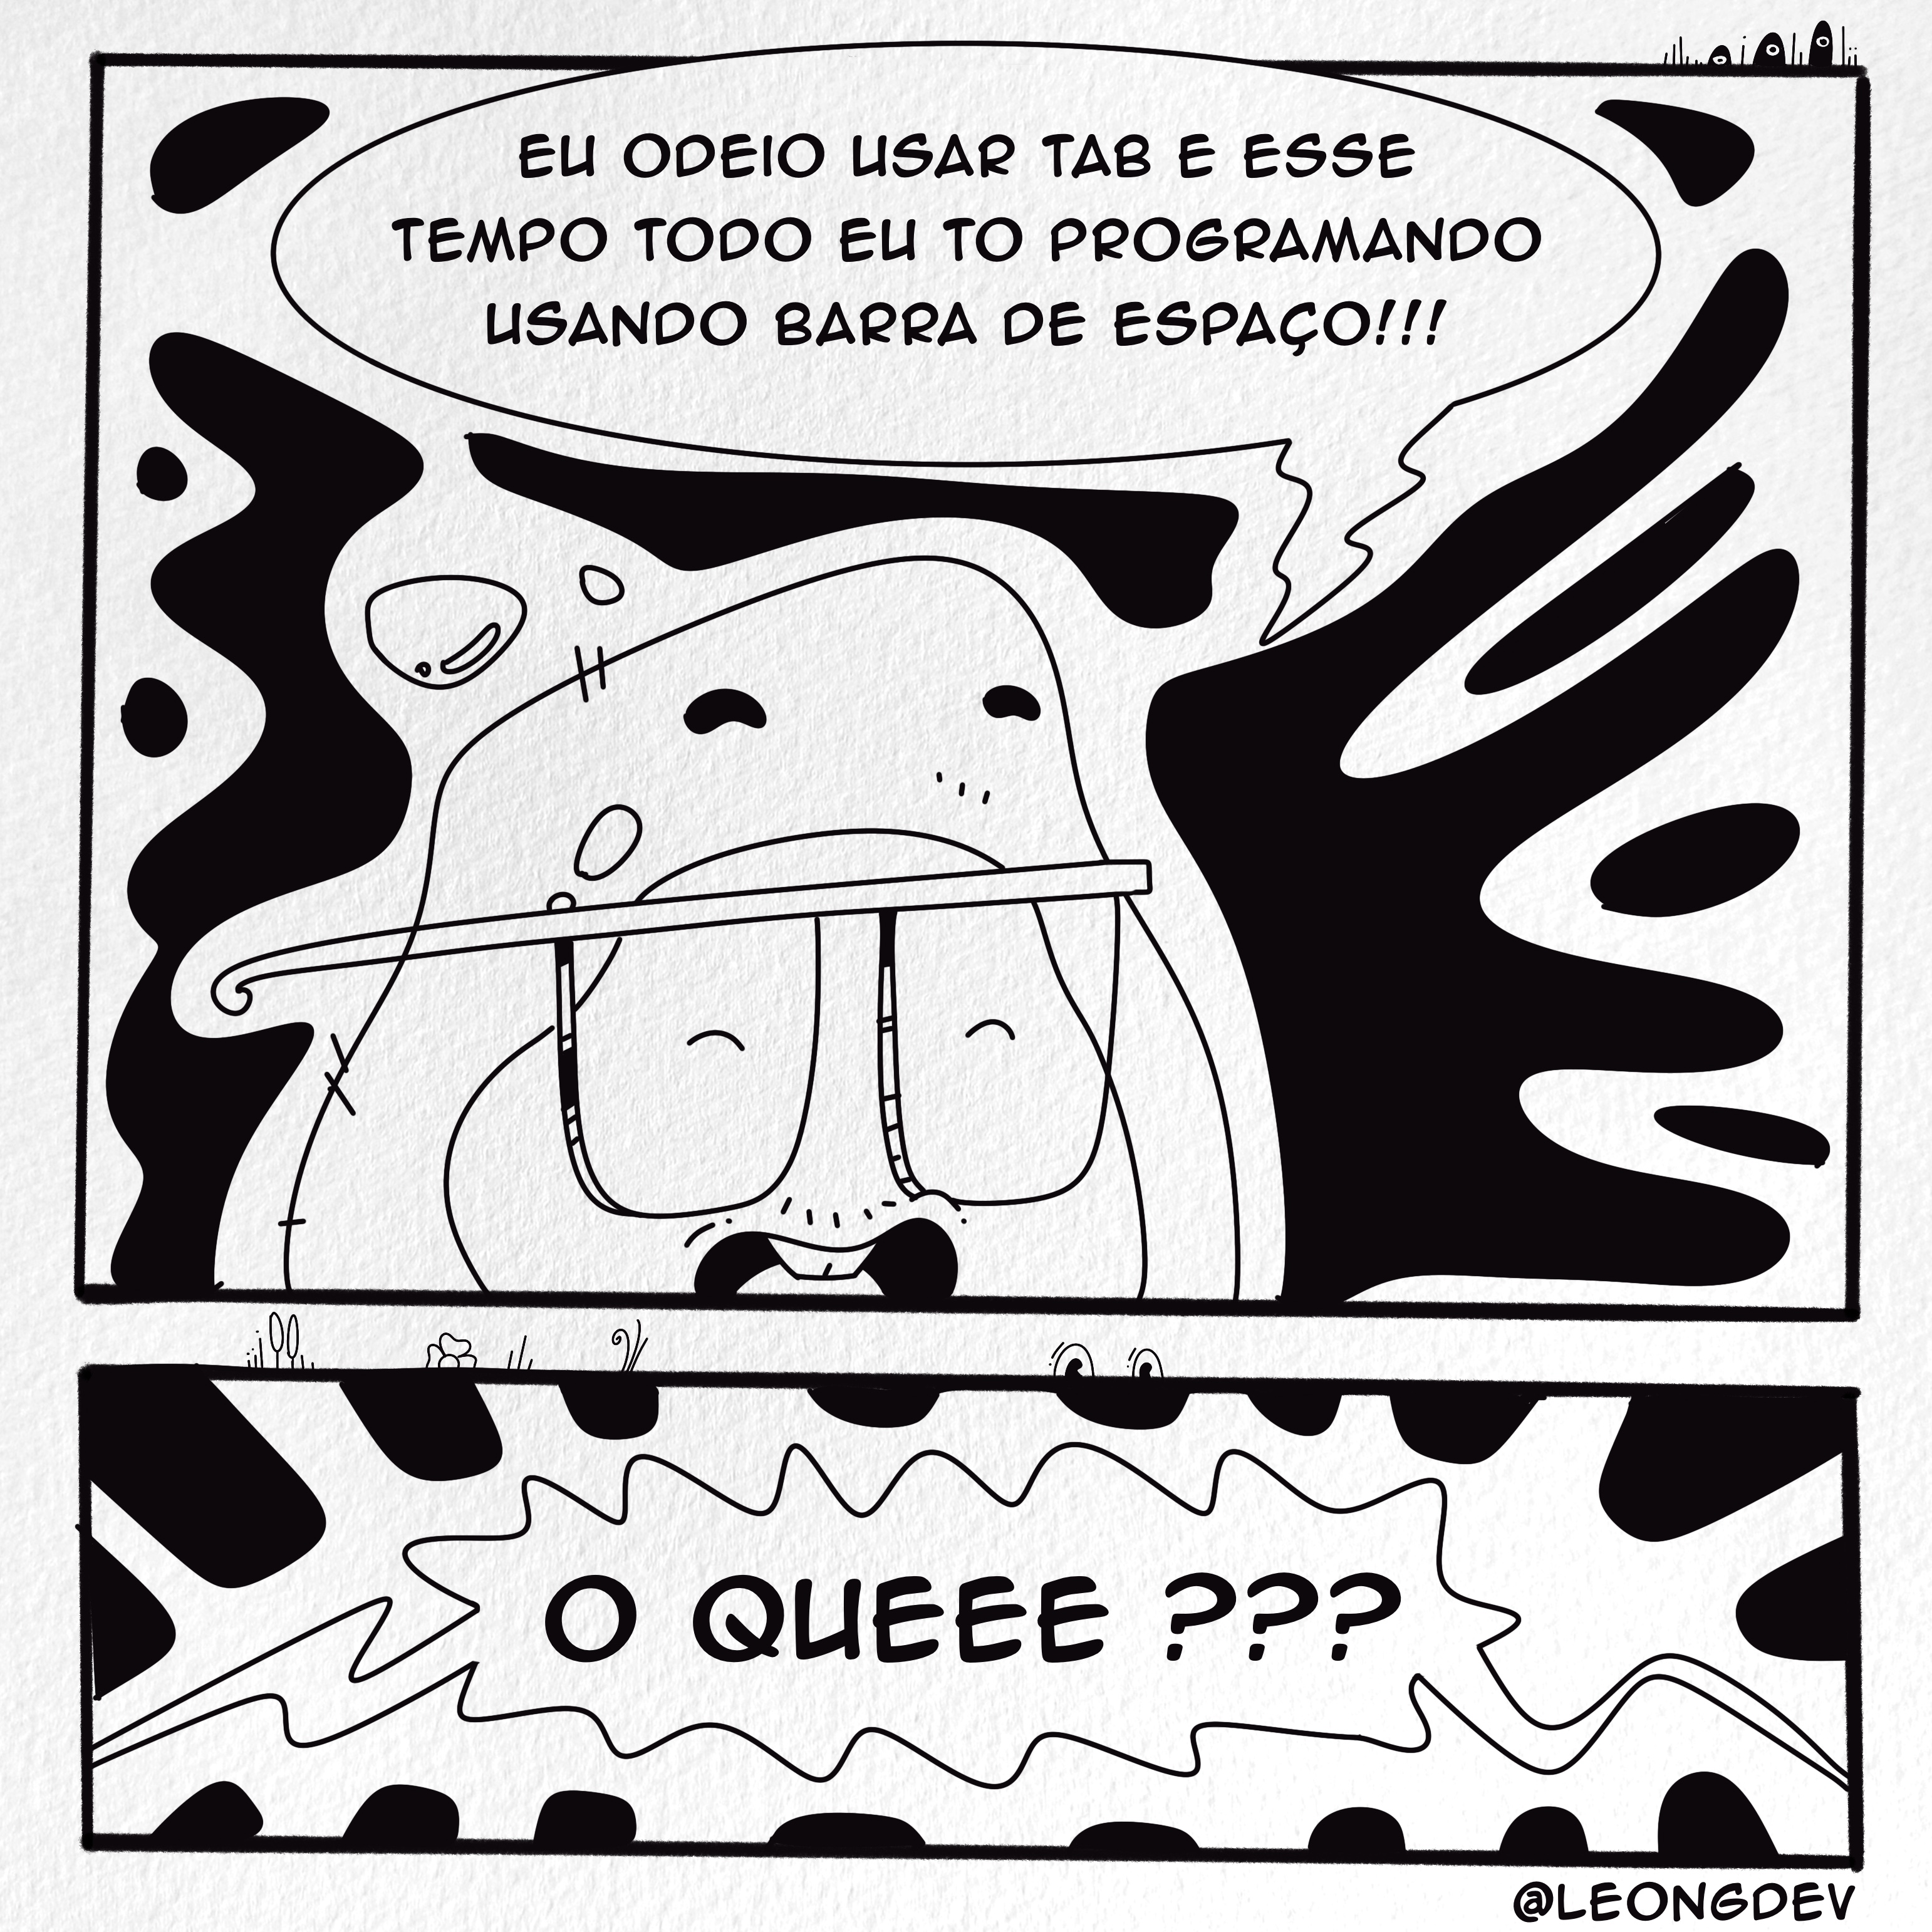 EU ODEIO USAR TAB E ESSE
TEMPO TODO EU TO PROGRAMANDO
USANDO BARRA DE ESPAÇO!!!
O QUEEE ???
@LEONGDEV